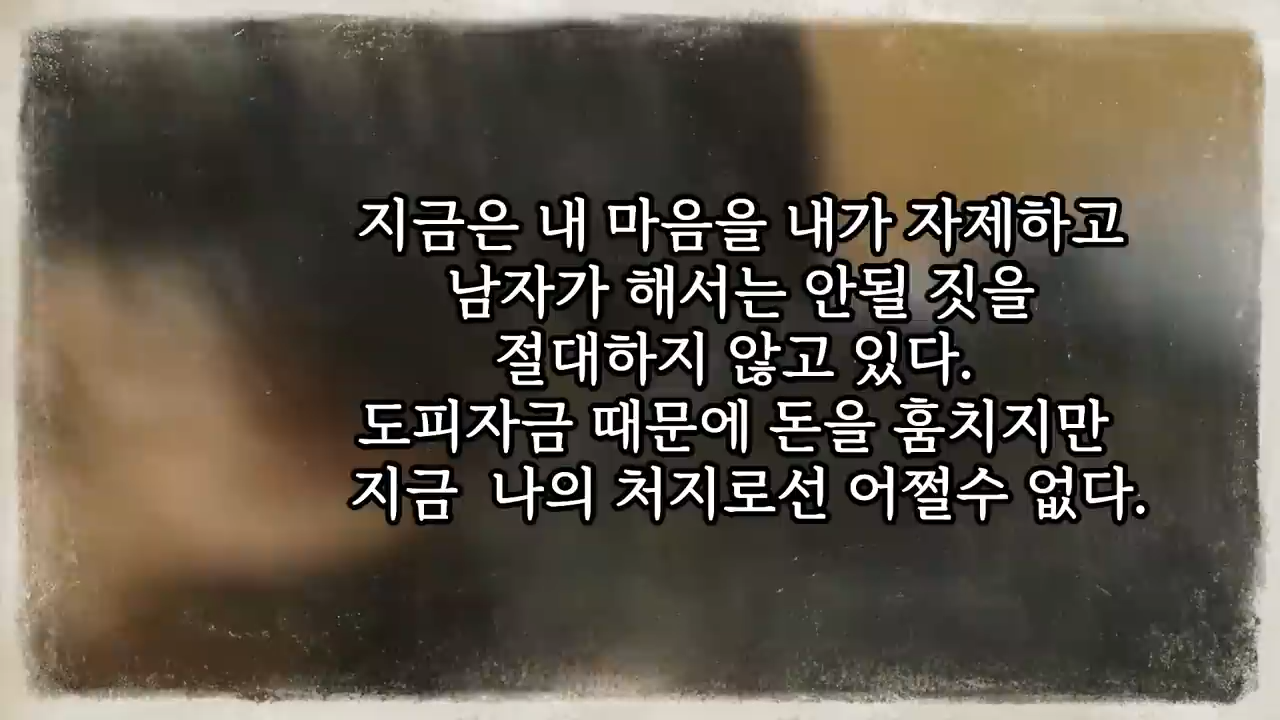 지금은 내 마음을 내가 자제하고
남자가 해서는 안될 짓을
절대하지 않고 있다.
도피자금 때문에 돈을 훔치지만
지금  나의 처지로선 어쩔수 없다.